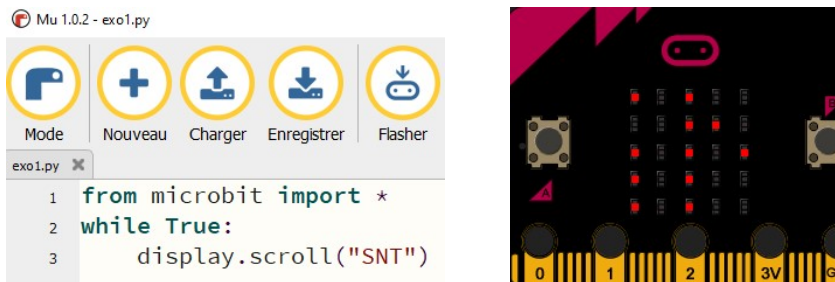 Mu 1.0.2 - exo1.py
Mode Nouveau Charger Enregistrer Flasher
exo1.py
1 from microbit import *
2 while True:
3 display.scroll("SNT")
A
B
0 1 2 3V G